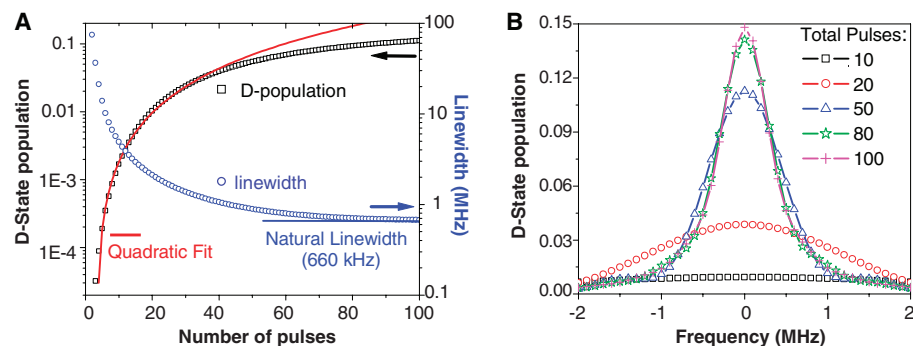 A
D-State population
0.1
0.01
1E-3
1E-4
D-population
linewidth
Quadratic Fit
Natural Linewidth
(660 kHz)
0 20 40 60 80 100
Number of pulses
100
10
1
0.1
Linewidth (MHz)
B
D-State population
0.15
0.12
0.09
0.06
0.03
0.00
Total Pulses:
10
20
50
80
100
-2 -1 0 1 2
Frequency (MHz)